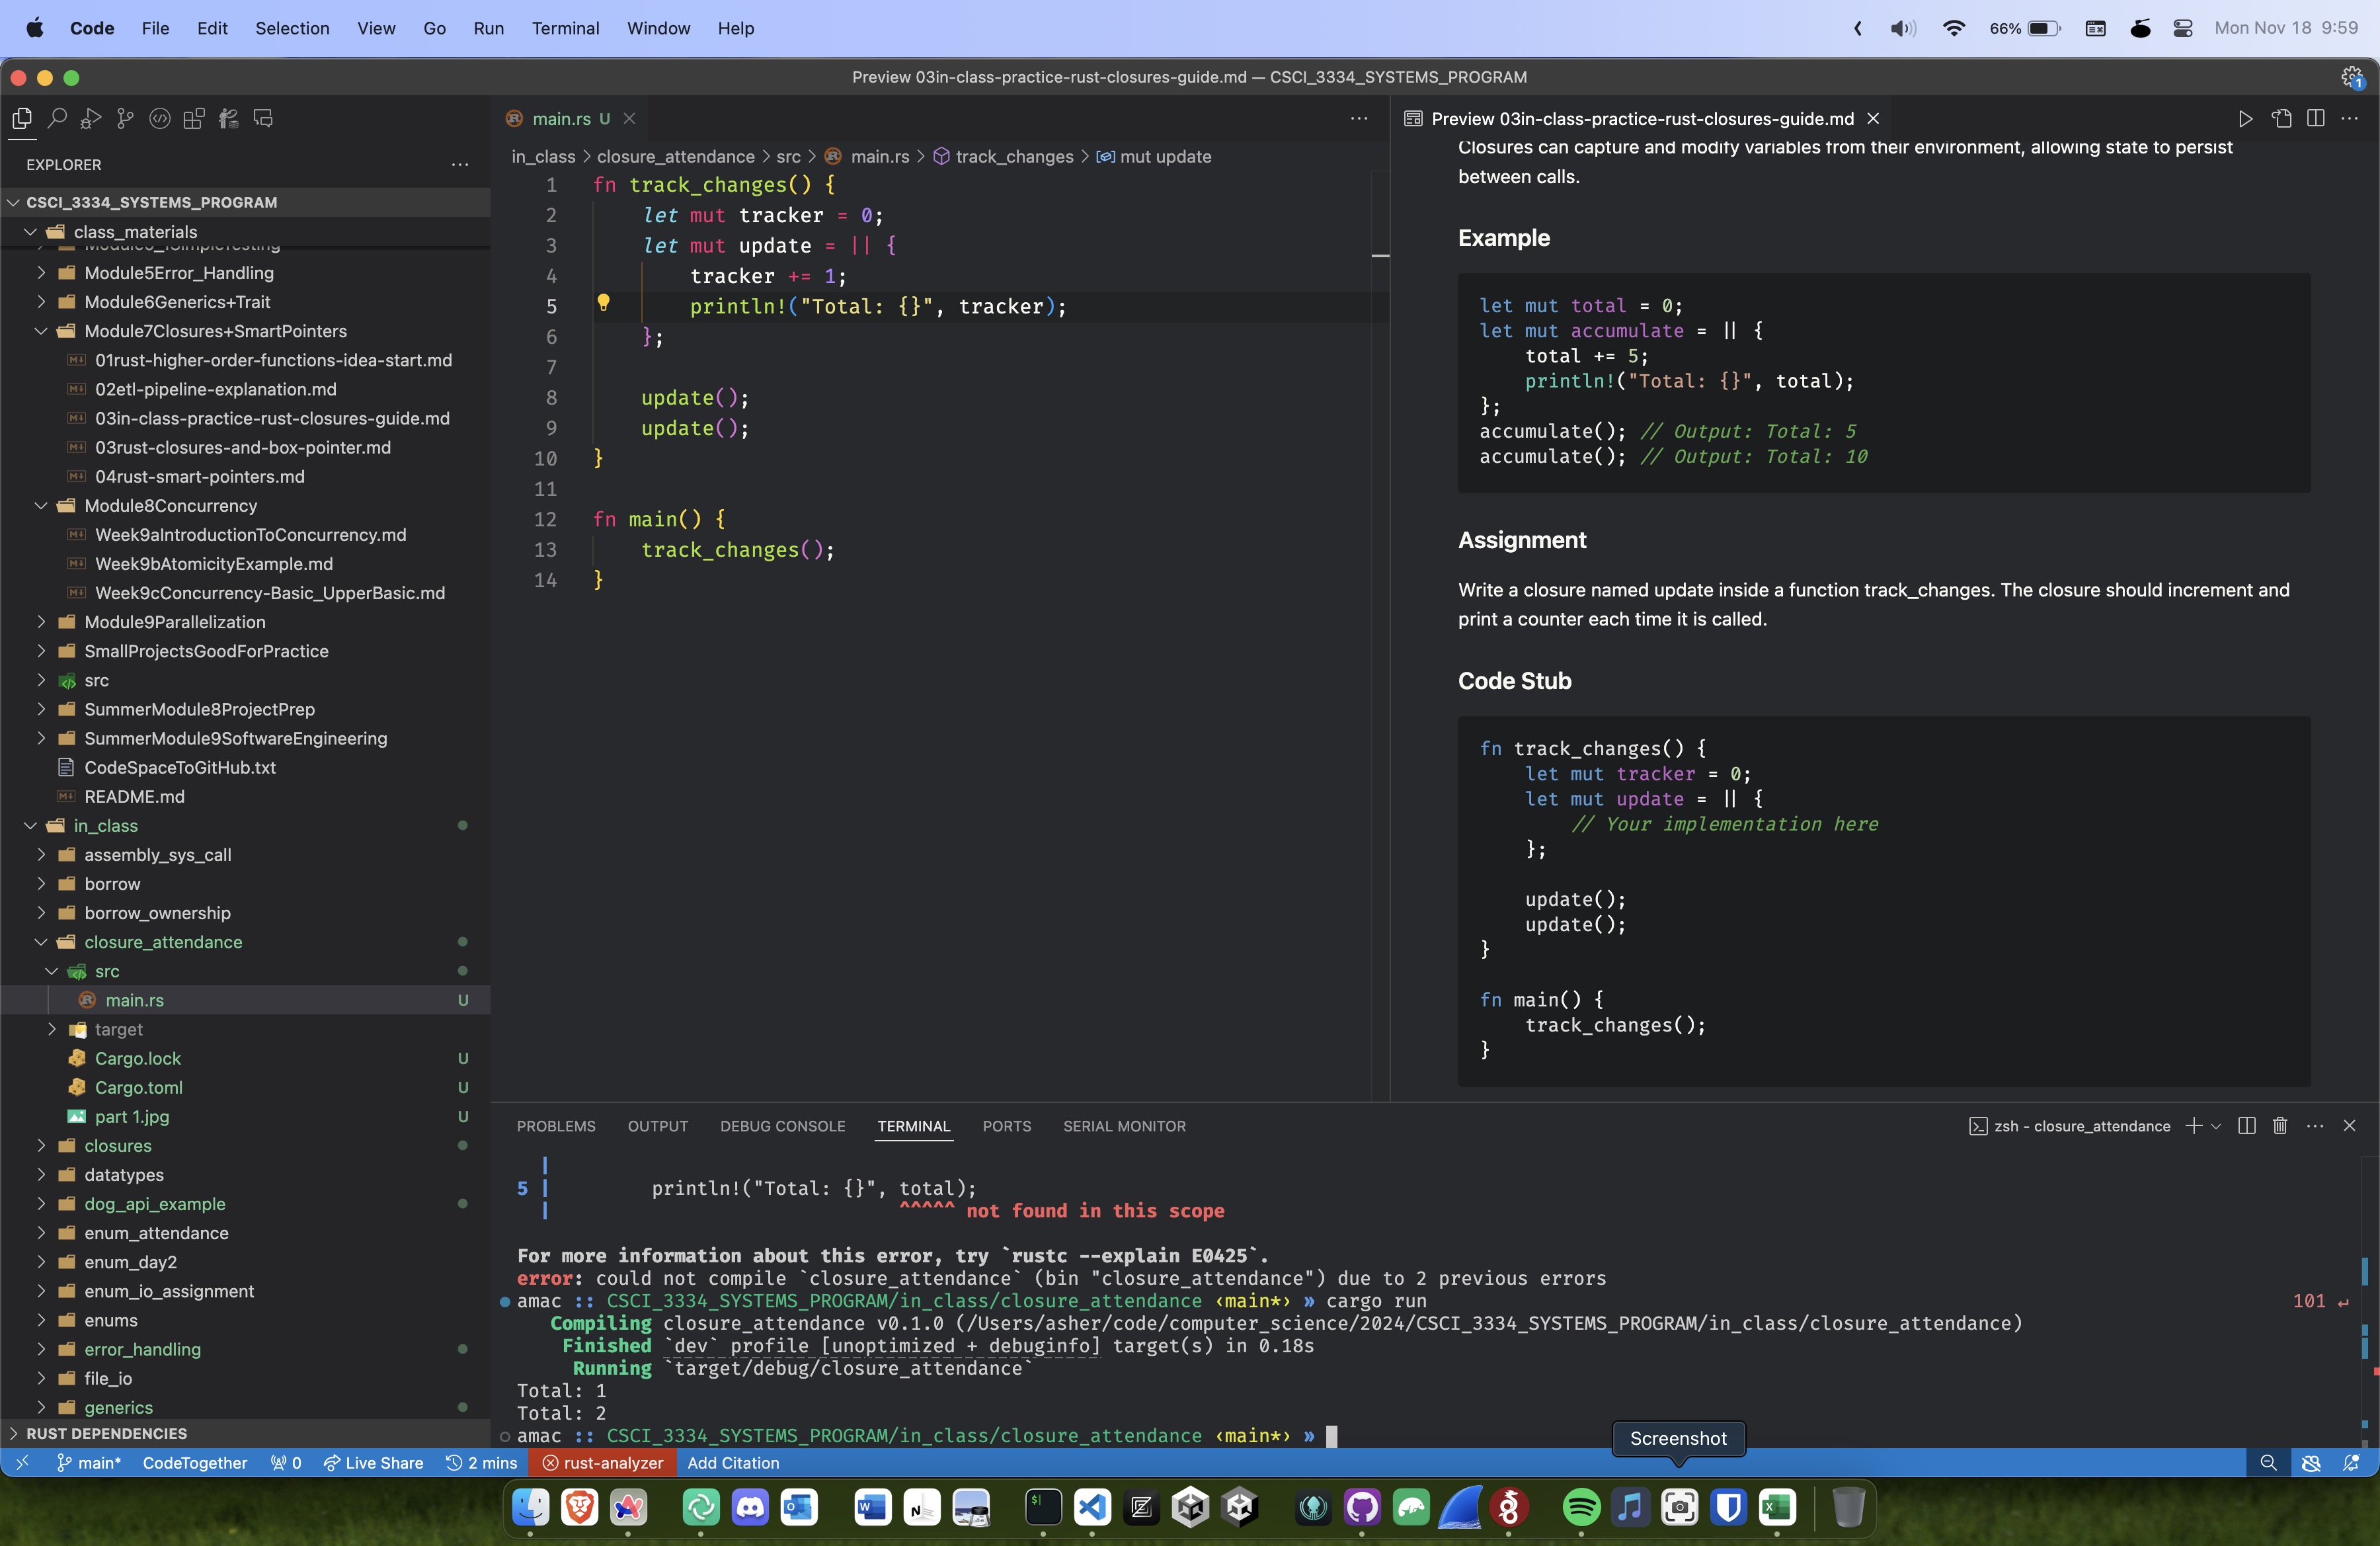 Code File Edit Selection View Go Run Terminal Window Help 66% Mon Nov 18 9:59
Preview 03in-class-practice-rust-closures-guide.md — CSCI_3334_SYSTEMS_PROGRAM
1
EXPLORER
CSCI_3334_SYSTEMS_PROGRAM
class_materials
Module5Error_Handling
Module6Generics+Trait
Module7Closures+SmartPointers
01rust-higher-order-functions-idea-start.md
02etl-pipeline-explanation.md
03in-class-practice-rust-closures-guide.md
03rust-closures-and-box-pointer.md
04rust-smart-pointers.md
Module8Concurrency
Week9aIntroductionToConcurrency.md
Week9bAtomicityExample.md
Week9cConcurrency-Basic_UpperBasic.md
Module9Parallelization
SmallProjectsGoodForPractice
src
SummerModule8ProjectPrep
SummerModule9SoftwareEngineering
CodeSpaceToGitHub.txt
README.md
in_class
assembly_sys_call
borrow
borrow_ownership
closure_attendance
src
main.rs U
target
Cargo.lock U
Cargo.toml U
part 1.jpg U
closures
datatypes
dog_api_example
enum_attendance
enum_day2
enum_io_assignment
enums
error_handling
file_io
generics
RUST DEPENDENCIES
main.rs U
in_class > closure_attendance > src > main.rs > track_changes > mut update
1 fn track_changes() {
2 let mut tracker = 0;
3 let mut update = || {
4 tracker += 1;
5 println!("Total: {}", tracker);
6 };
7
8 update();
9 update();
10 }
11
12 fn main() {
13 track_changes();
14 }
Preview 03in-class-practice-rust-closures-guide.md
Closures can capture and modify variables from their environment, allowing state to persist
between calls.
Example
let mut total = 0;
let mut accumulate = || {
total += 5;
println!("Total: {}", total);
};
accumulate(); // Output: Total: 5
accumulate(); // Output: Total: 10
Assignment
Write a closure named update inside a function track_changes. The closure should increment and
print a counter each time it is called.
Code Stub
fn track_changes() {
let mut tracker = 0;
let mut update = || {
// Your implementation here
};
update();
update();
}
fn main() {
track_changes();
}
PROBLEMS OUTPUT DEBUG CONSOLE TERMINAL PORTS SERIAL MONITOR zsh - closure_attendance
|
5 | println!("Total: {}", total);
| ^^^^^ not found in this scope
For more information about this error, try `rustc --explain E0425`.
error: could not compile `closure_attendance` (bin "closure_attendance") due to 2 previous errors
amac :: CSCI_3334_SYSTEMS_PROGRAM/in_class/closure_attendance ‹main*› » cargo run 101 ↵
Compiling closure_attendance v0.1.0 (/Users/asher/code/computer_science/2024/CSCI_3334_SYSTEMS_PROGRAM/in_class/closure_attendance)
Finished `dev` profile [unoptimized + debuginfo] target(s) in 0.18s
Running `target/debug/closure_attendance`
Total: 1
Total: 2
amac :: CSCI_3334_SYSTEMS_PROGRAM/in_class/closure_attendance ‹main*› »
Screenshot
main* CodeTogether 0 Live Share 2 mins rust-analyzer Add Citation